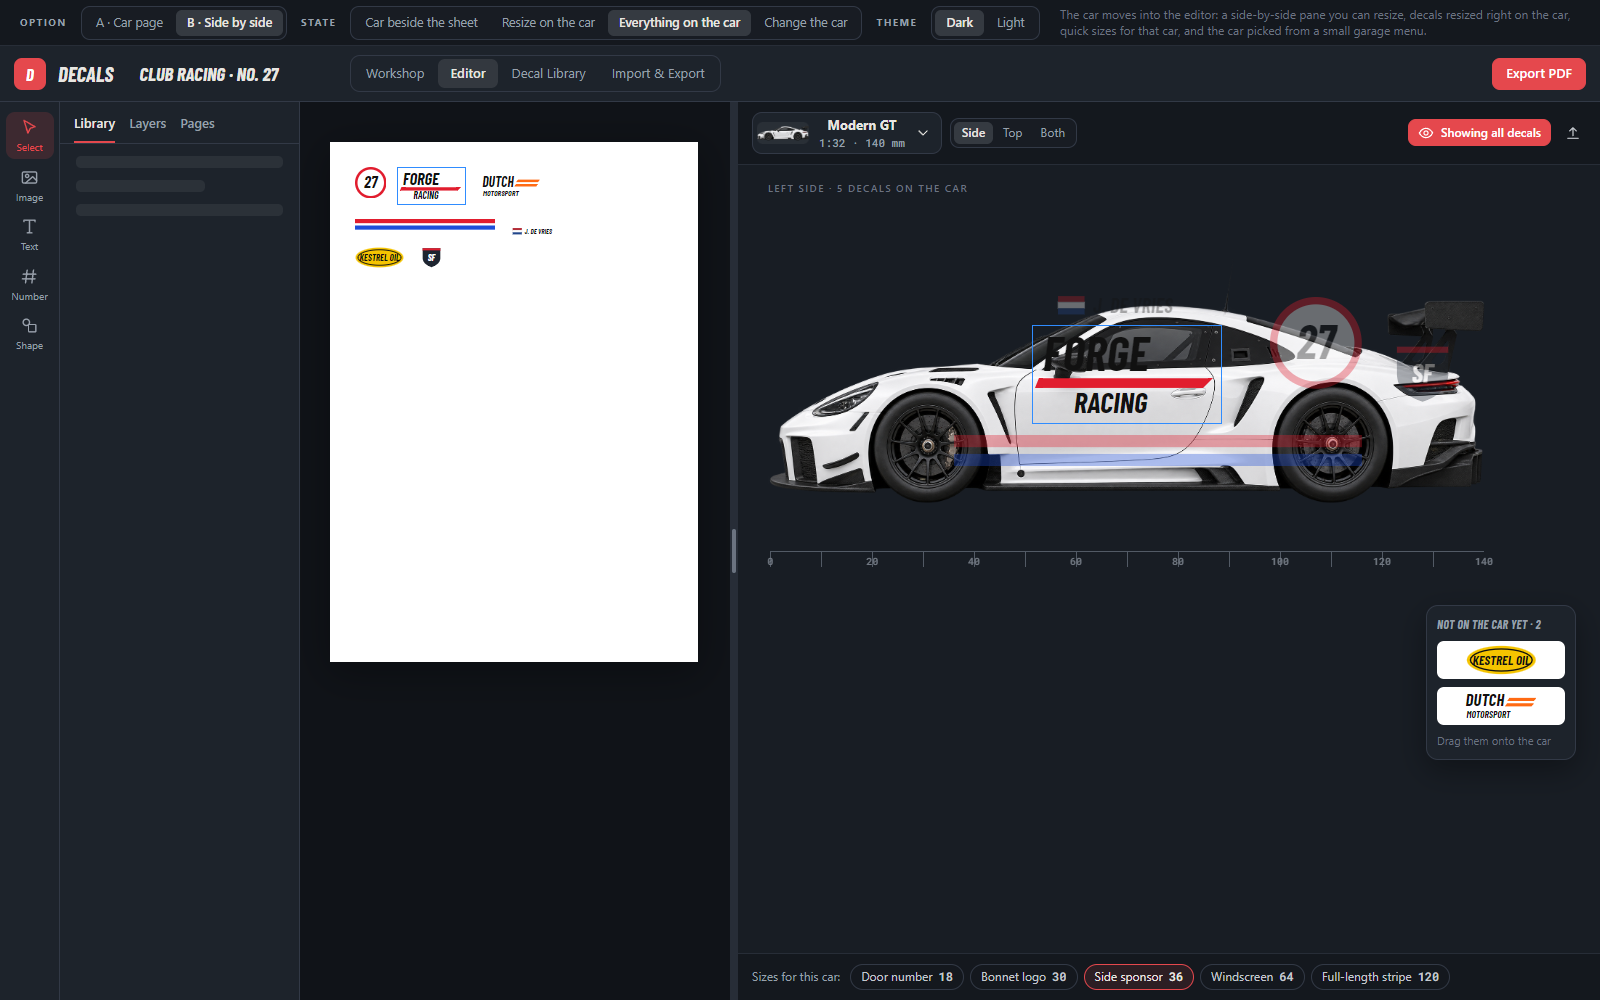 OPTION
A · Car page
B · Side by side
STATE
Car beside the sheet
Resize on the car
Everything on the car
Change the car
THEME
Dark
Light
The car moves into the editor: a side-by-side pane you can resize, decals resized right on the car,
quick sizes for that car, and the car picked from a small garage menu.
D
DECALS
CLUB RACING · NO. 27
Workshop
Editor
Decal Library
Import & Export
Export PDF
Select
Image
Text
Number
Shape
Library
Layers
Pages
27
FORGE
RACING
DUTCH
MOTORSPORT
J. DE VRIES
KESTREL OIL
SF
Modern GT
1:32 · 140 mm
Side
Top
Both
Showing all decals
LEFT SIDE · 5 DECALS ON THE CAR
J. DE VRIES
FORGE
RACING
27
SF
0
20
40
60
80
100
120
140
NOT ON THE CAR YET · 2
KESTREL OIL
DUTCH
MOTORSPORT
Drag them onto the car
Sizes for this car:
Door number 18
Bonnet logo 30
Side sponsor 36
Windscreen 64
Full-length stripe 120